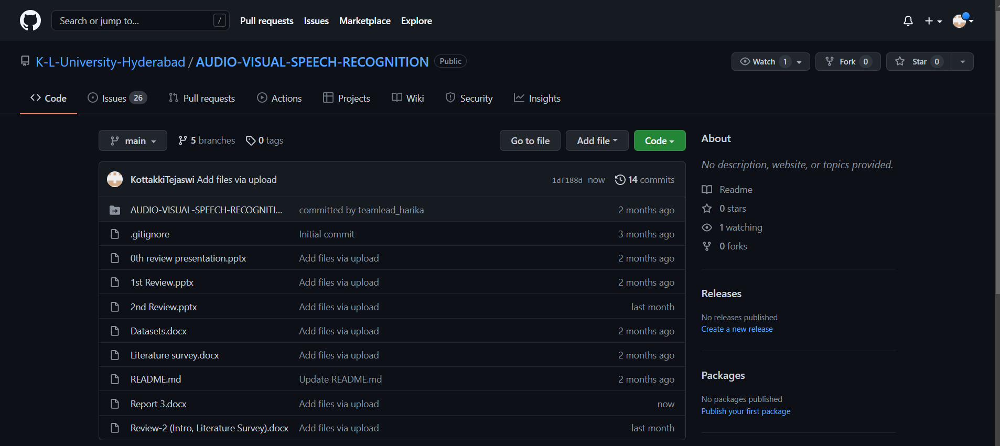 Search or jump to... /
Pull requests Issues Marketplace Explore
K-L-University-Hyderabad / AUDIO-VISUAL-SPEECH-RECOGNITION Public
Watch 1 Fork 0 Star 0
Code Issues 26 Pull requests Actions Projects Wiki Security Insights
main 5 branches 0 tags Go to file Add file Code
KottakkiTejaswi Add files via upload 1df188d now 14 commits
AUDIO-VISUAL-SPEECH-RECOGNITI... committed by teamlead_harika 2 months ago
.gitignore Initial commit 3 months ago
0th review presentation.pptx Add files via upload 2 months ago
1st Review.pptx Add files via upload 2 months ago
2nd Review.pptx Add files via upload last month
Datasets.docx Add files via upload 2 months ago
Literature survey.docx Add files via upload 2 months ago
README.md Update README.md 2 months ago
Report 3.docx Add files via upload now
Review-2 (Intro, Literature Survey).docx Add files via upload last month
About
No description, website, or topics provided.
Readme
0 stars
1 watching
0 forks
Releases
No releases published
Create a new release
Packages
No packages published
Publish your first package